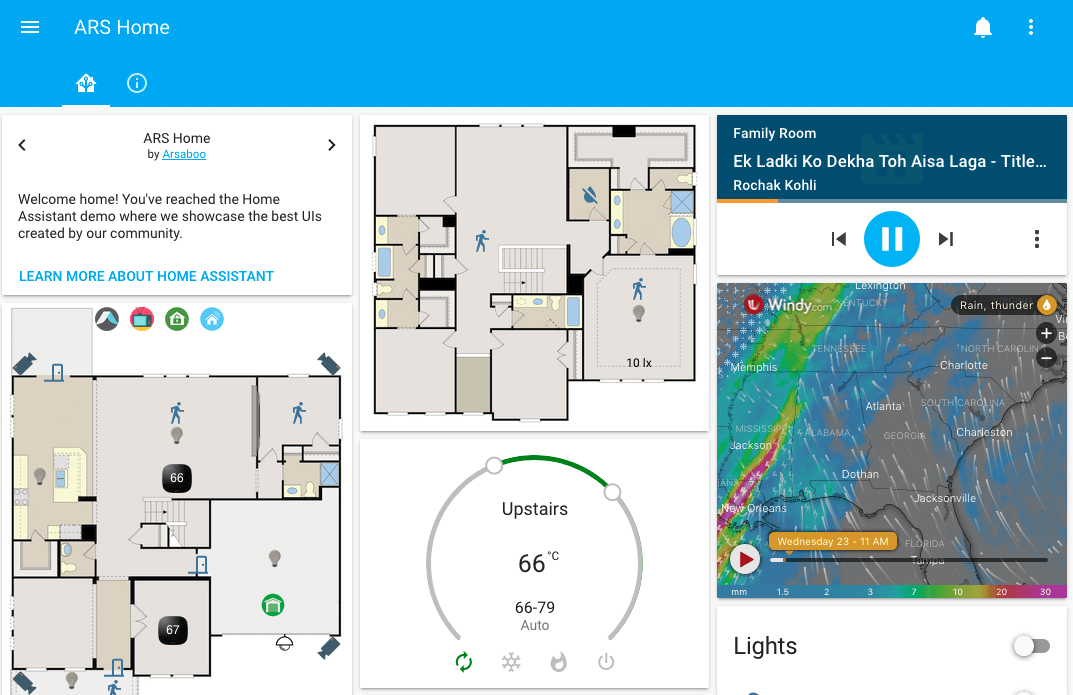 ARS Home
ARS Home
by Arsaboo
Welcome home! You've reached the Home
Assistant demo where we showcase the best UIs
created by our community.
LEARN MORE ABOUT HOME ASSISTANT
66
67
10 lx
Upstairs
66 °C
66-79
Auto
Family Room
Ek Ladki Ko Dekha Toh Aisa Laga - Title...
Rochak Kohli
Lexington
Windy.com
KENTUCKY
Rain, thunder
TENNESSEE
NORTH CAROLIN
Memphis
Charlotte
Atlanta
SOUTH CAROLINA
MISSISSIPPI
ALABAMA
GEORGIA
Charleston
Jackson
Dothan
Jacksonville
New Orleans
Wednesday 23 - 11 AM
FLORIDA
Tampa
mm 1.5 2 3 7 10 20 30
Lights